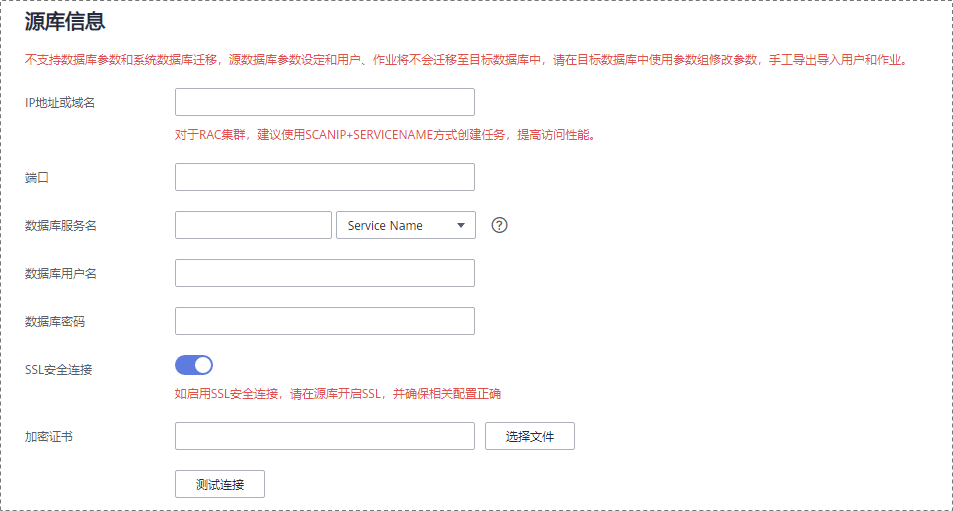 源库信息
不支持数据库参数和系统数据库迁移，源数据库参数设定和用户、作业将不会迁移至目标数据库中，请在目标数据库中使用参数组修改参数，手工导出导入用户和作业。
IP地址或域名
对于RAC集群，建议使用SCANIP+SERVICENAME方式创建任务，提高访问性能。
端口
数据库服务名 Service Name ?
数据库用户名
数据库密码
SSL安全连接
如启用SSL安全连接，请在源库开启SSL，并确保相关配置正确
加密证书 选择文件
测试连接